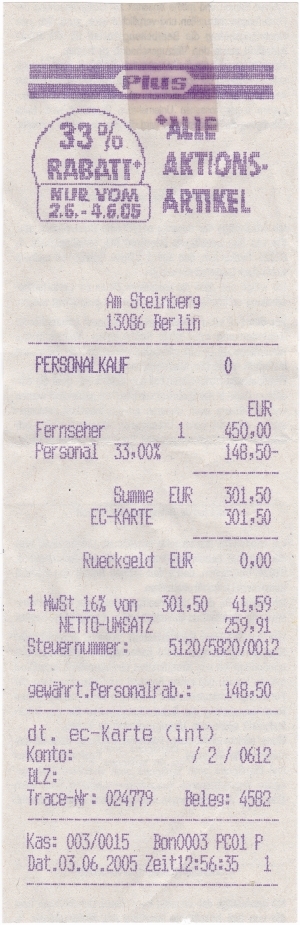 Plus
33%
RABATT*
NUR VOM
2.6.-4.6.05
*ALLE
AKTIONS-
ARTIKEL
Am Steinberg
13086 Berlin
PERSONALKAUF 0
EUR
Fernseher 1 450,00
Personal 33,00% 148,50-
Summe EUR 301,50
EC-KARTE 301,50
Rueckgeld EUR 0,00
1 MwSt 16% von 301,50 41,59
NETTO-UMSATZ 259,91
Steuernummer: 5120/5820/0012
gewährt.Personalrab.: 148,50
dt. ec-Karte (int)
Konto: / 2 / 0612
BLZ:
Trace-Nr: 024779 Beleg: 4582
Kas: 003/0015 Bon0003 PC01 P
Dat.03.06.2005 Zeit12:56:35 1